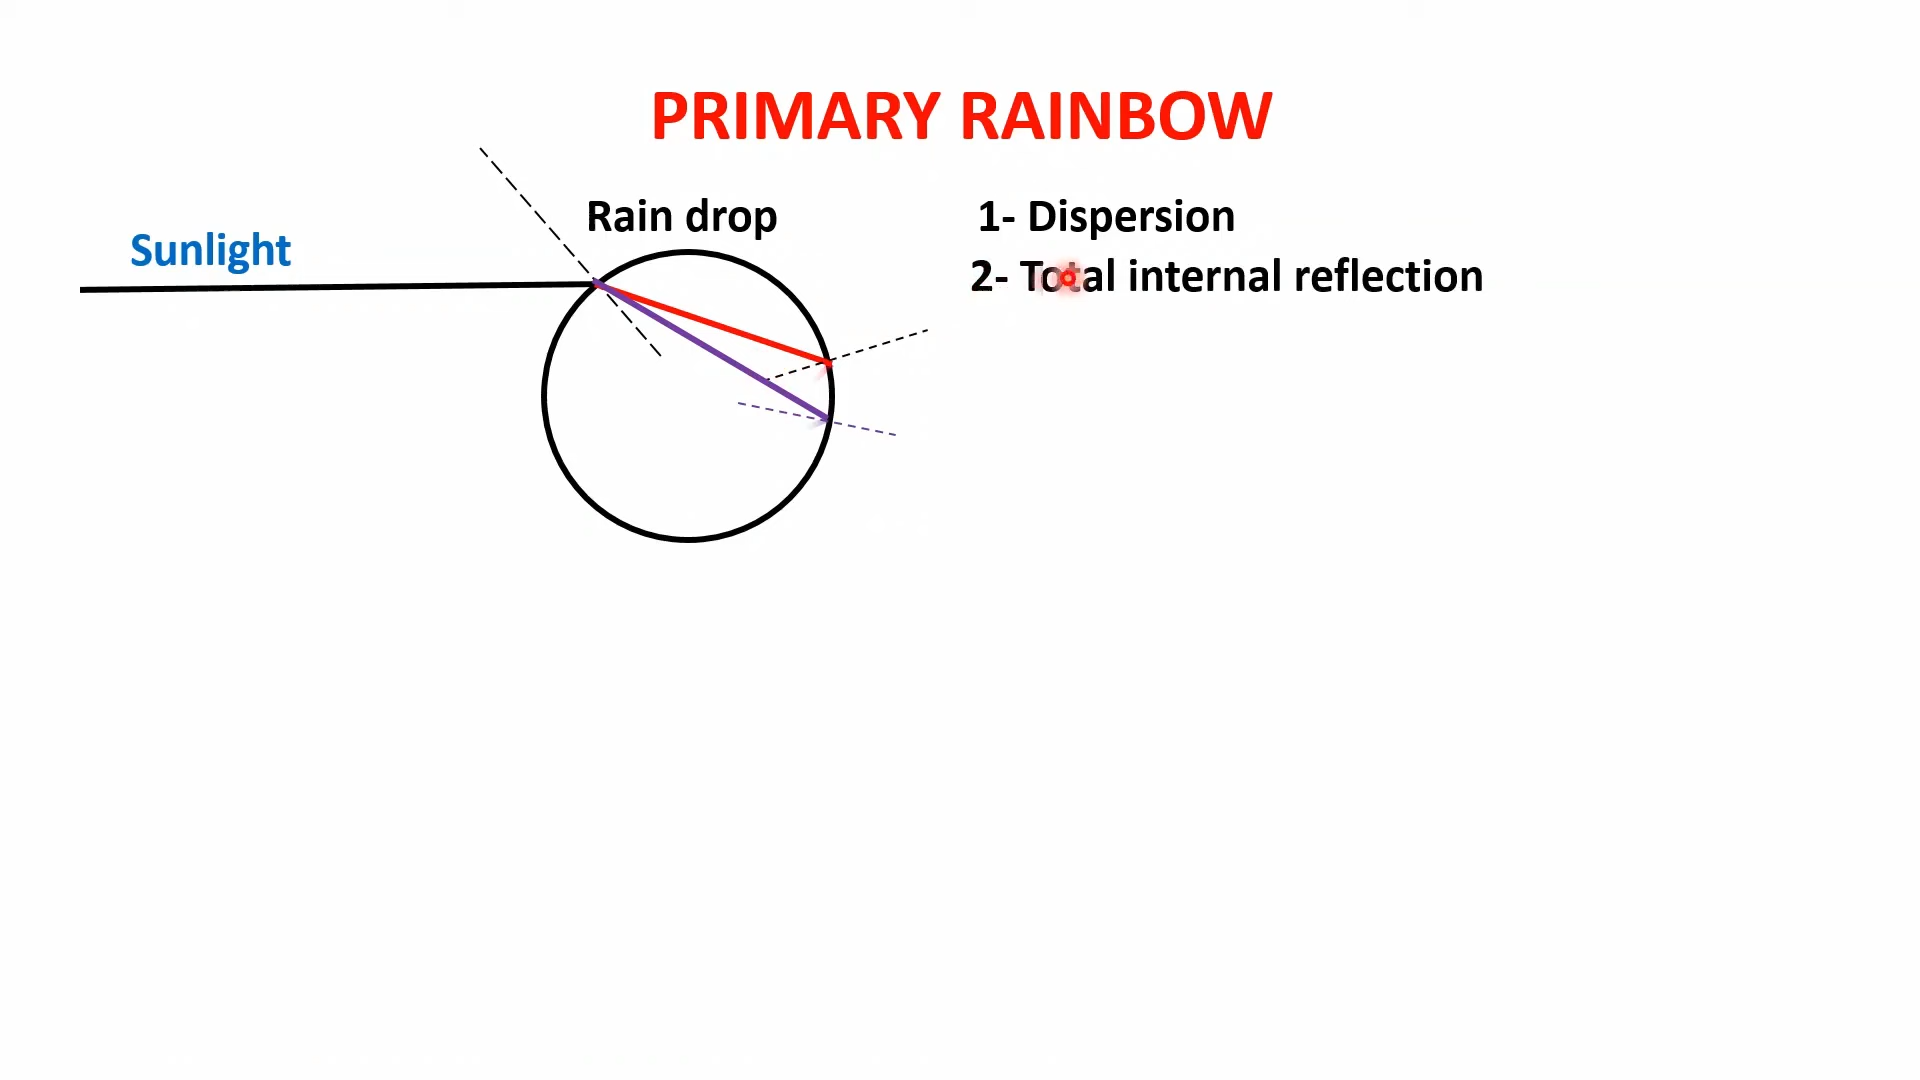 PRIMARY RAINBOW
Rain drop
Sunlight
1- Dispersion
2- Total internal reflection